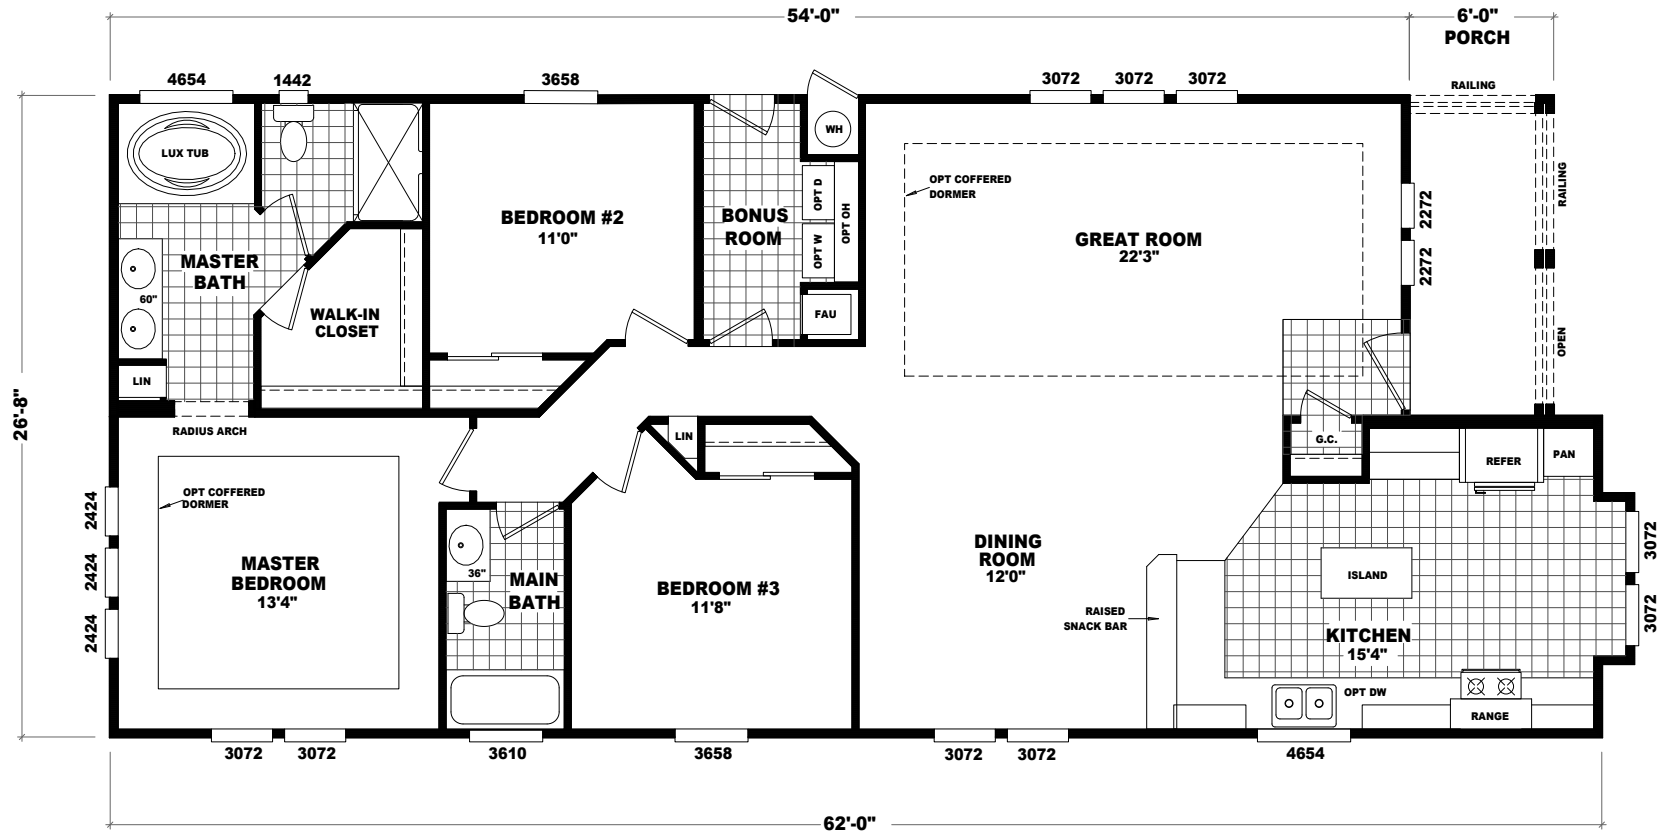 54'-0"
6'-0"
PORCH
4654
1442
3658
3072
3072
3072
RAILING
LUX TUB
WH
OPT COFFERED
DORMER
RAILING
BEDROOM #2
11'0"
BONUS
ROOM
OPT D
OPT W
OPT OH
GREAT ROOM
22'3"
2272
2272
MASTER
BATH
60"
WALK-IN
CLOSET
FAU
OPEN
LIN
26'-8"
RADIUS ARCH
LIN
G.C.
REFER
PAN
OPT COFFERED
DORMER
2424
2424
2424
MASTER
BEDROOM
13'4"
36"
MAIN
BATH
BEDROOM #3
11'8"
DINING
ROOM
12'0"
RAISED
SNACK BAR
ISLAND
KITCHEN
15'4"
3072
3072
OPT DW
RANGE
3072
3072
3610
3658
3072
3072
4654
62'-0"